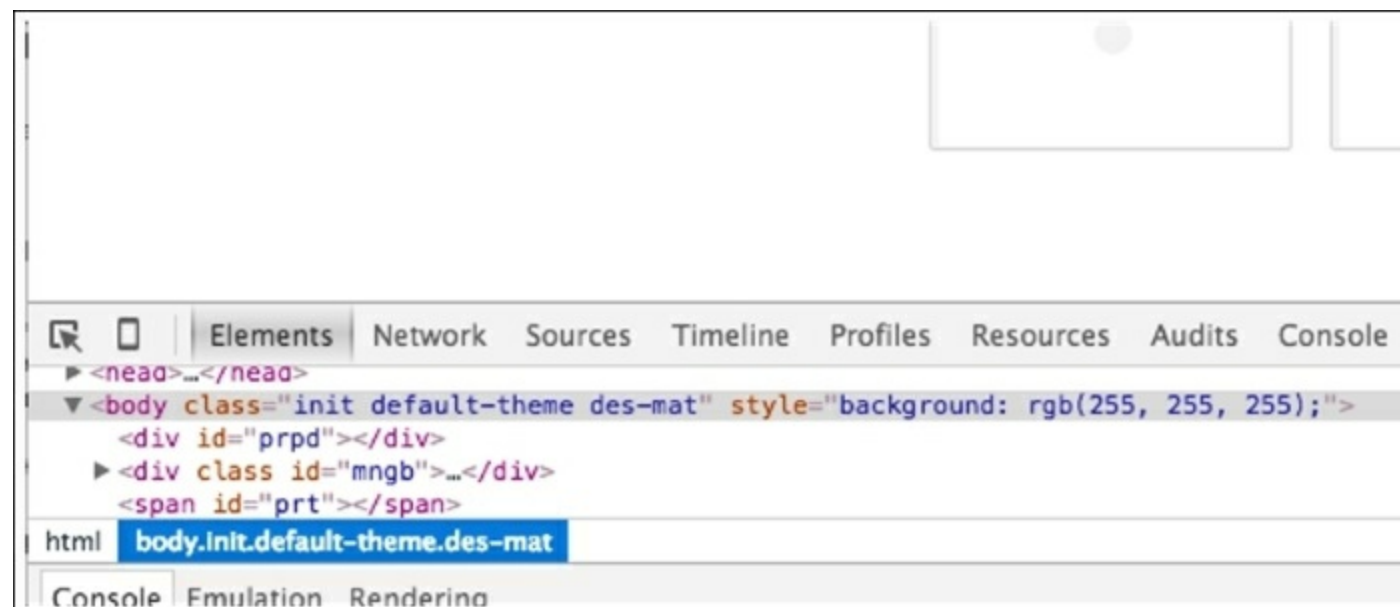 Elements Network Sources Timeline Profiles Resources Audits Console
▶<head>…</head>
▼<body class="init default-theme des-mat" style="background: rgb(255, 255, 255);">
<div id="prpd"></div>
▶<div class id="mngb">…</div>
<span id="prt"></span>
html body.init.default-theme.des-mat
Console Emulation Rendering